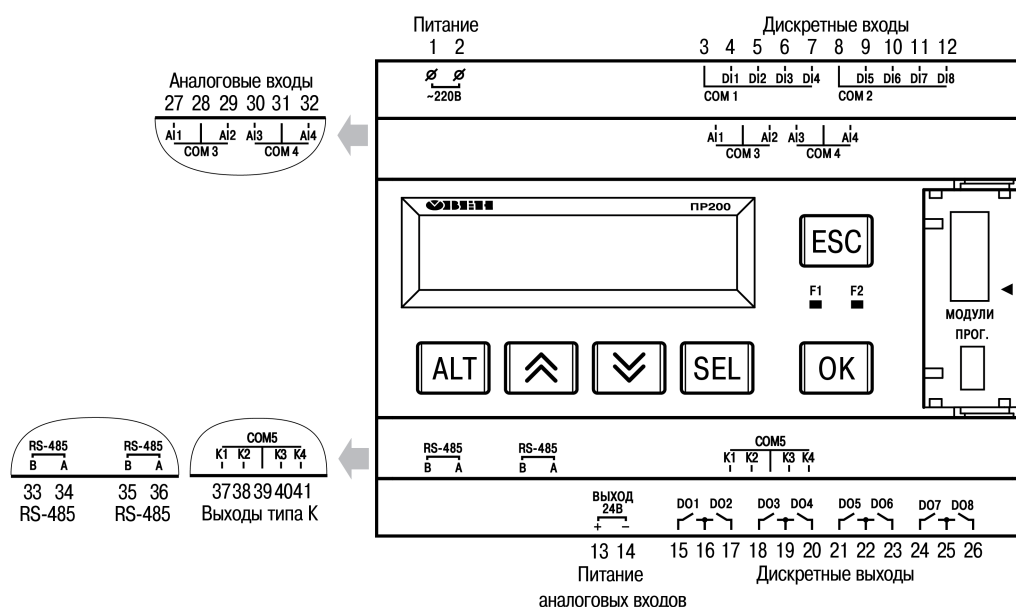 Питание
Дискретные входы
1 2
3 4 5 6 7 8 9 10 11 12
~220В
DI1 DI2 DI3 DI4
DI5 DI6 DI7 DI8
COM 1
COM 2
Аналоговые входы
27 28 29 30 31 32
AI1 AI2 AI3 AI4
COM 3 COM 4
AI1 AI2 AI3 AI4
COM 3 COM 4
ОВЕН
ПР200
ESC
F1 F2
МОДУЛИ
ПРОГ.
ALT
SEL
OK
RS-485
B A
RS-485
B A
COM5
K1 K2 K3 K4
33 34
RS-485
35 36
RS-485
37 38 39 40 41
Выходы типа К
RS-485
B A
RS-485
B A
COM5
K1 K2 K3 K4
ВЫХОД
24В
+ −
DO1 DO2 DO3 DO4 DO5 DO6 DO7 DO8
13 14 15 16 17 18 19 20 21 22 23 24 25 26
Питание
аналоговых входов
Дискретные выходы